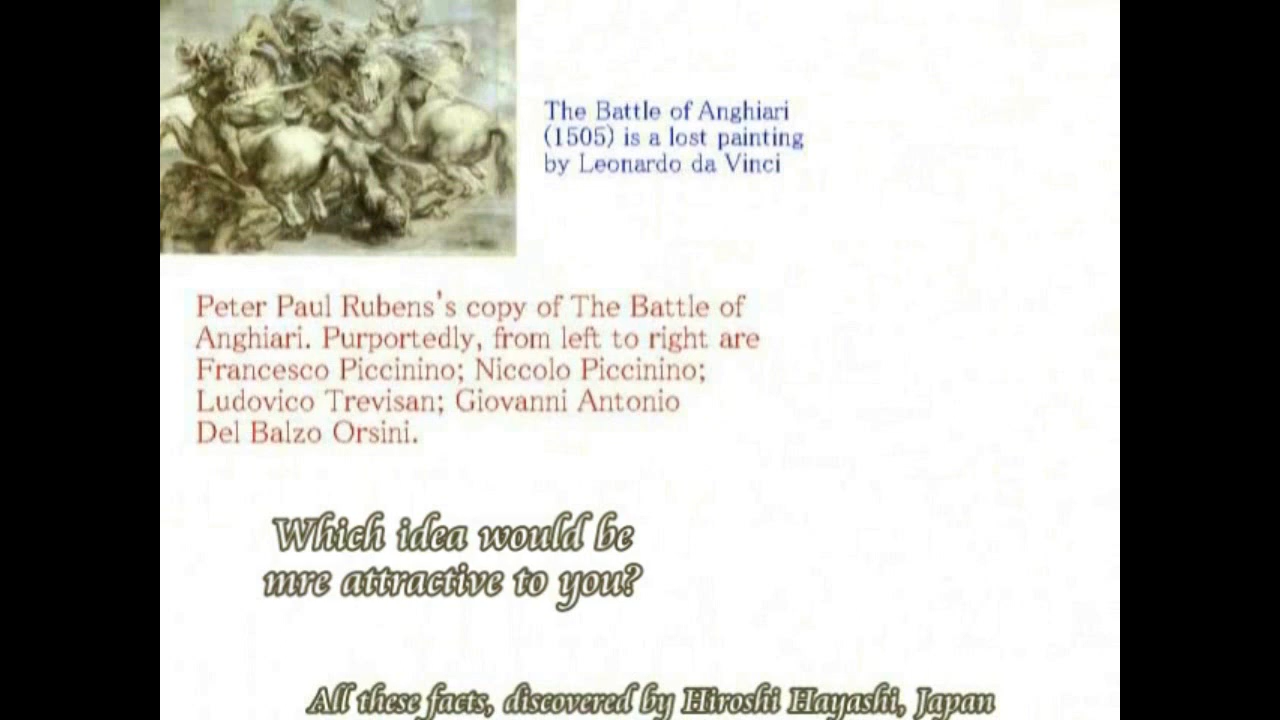 The Battle of Anghiari
(1505) is a lost painting
by Leonardo da Vinci
Peter Paul Rubens's copy of The Battle of
Anghiari. Purportedly, from left to right are
Francesco Piccinino; Niccolo Piccinino;
Ludovico Trevisan; Giovanni Antonio
Del Balzo Orsini.
Which idea would be
mre attractive to you?
All these facts, discovered by Hiroshi Hayashi, Japan